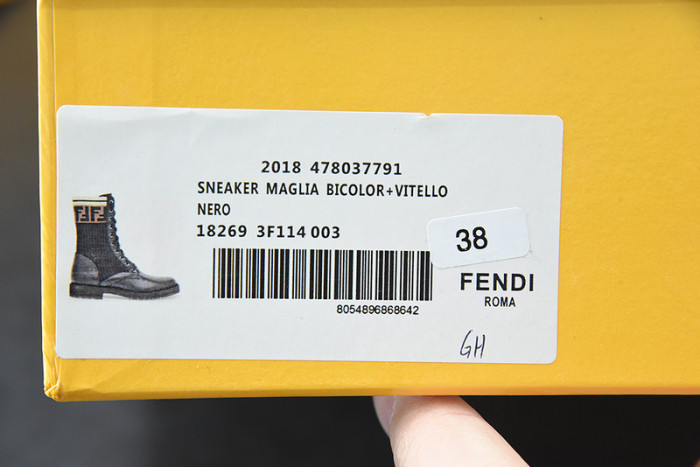 2018 478037791
SNEAKER MAGLIA BICOLOR+VITELLO
NERO
18269 3F114 003
38
8054896868642
FENDI
ROMA
GH